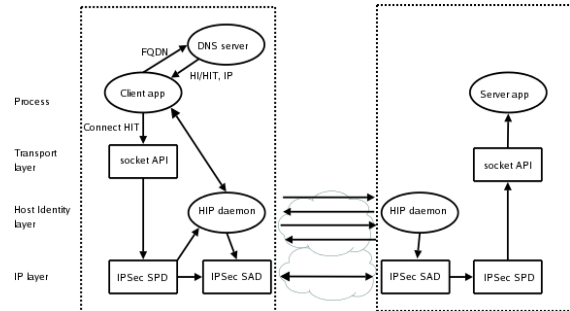 FQDN
DNS server
HI/HIT, IP
Process
Client app
Server app
Connect HIT
Transport
layer
socket API
socket API
Host Identity
layer
HIP daemon
HIP daemon
IP layer
IPSec SPD
IPSec SAD
IPSec SAD
IPSec SPD